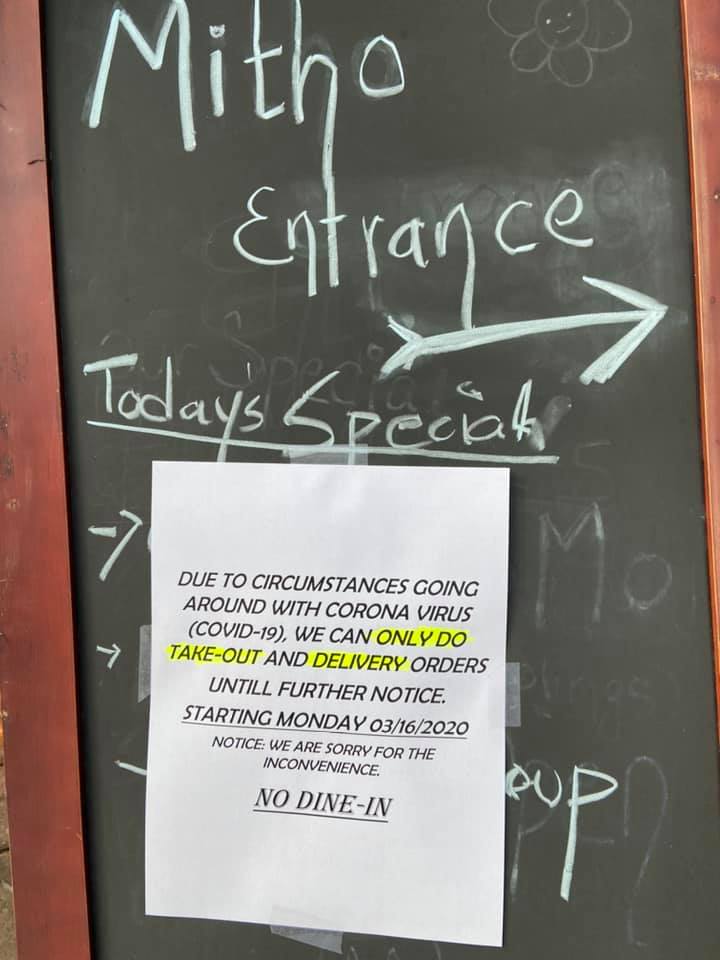 Mitho
Entrance
Today's Special
DUE TO CIRCUMSTANCES GOING
AROUND WITH CORONA VIRUS
(COVID-19), WE CAN ONLY DO
TAKE-OUT AND DELIVERY ORDERS
UNTILL FURTHER NOTICE.
STARTING MONDAY 03/16/2020
NOTICE: WE ARE SORRY FOR THE
INCONVENIENCE.
NO DINE-IN
oup